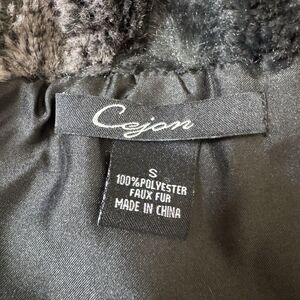 Cejon
S
100%POLYESTER
FAUX FUR
MADE IN CHINA